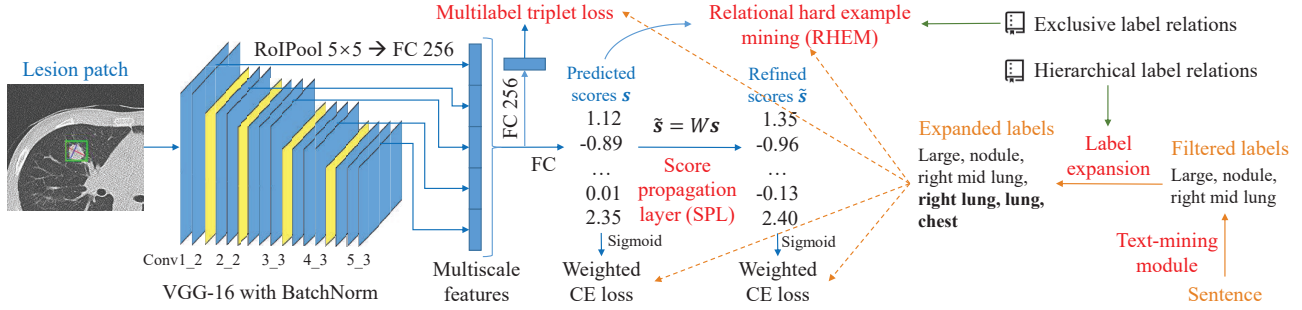 Multilabel triplet loss
Relational hard example
mining (RHEM)
Exclusive label relations
Hierarchical label relations
Lesion patch
RoIPool 5×5 → FC 256
FC 256
FC
Conv1_2 2_2 3_3 4_3 5_3
VGG-16 with BatchNorm
Multiscale
features
Predicted
scores s
1.12
-0.89
…
0.01
2.35
Sigmoid
Weighted
CE loss
s̃ = Ws
Score
propagation
layer (SPL)
Refined
scores s̃
1.35
-0.96
…
-0.13
2.40
Sigmoid
Weighted
CE loss
Expanded labels
Large, nodule,
right mid lung,
right lung, lung,
chest
Label
expansion
Filtered labels
Large, nodule,
right mid lung
Text-mining
module
Sentence